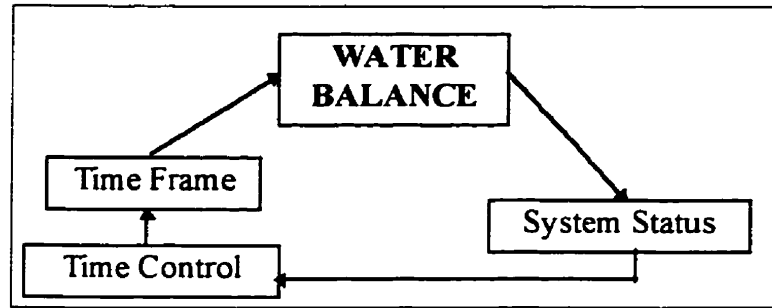 WATER
BALANCE
Time Frame
System Status
Time Control